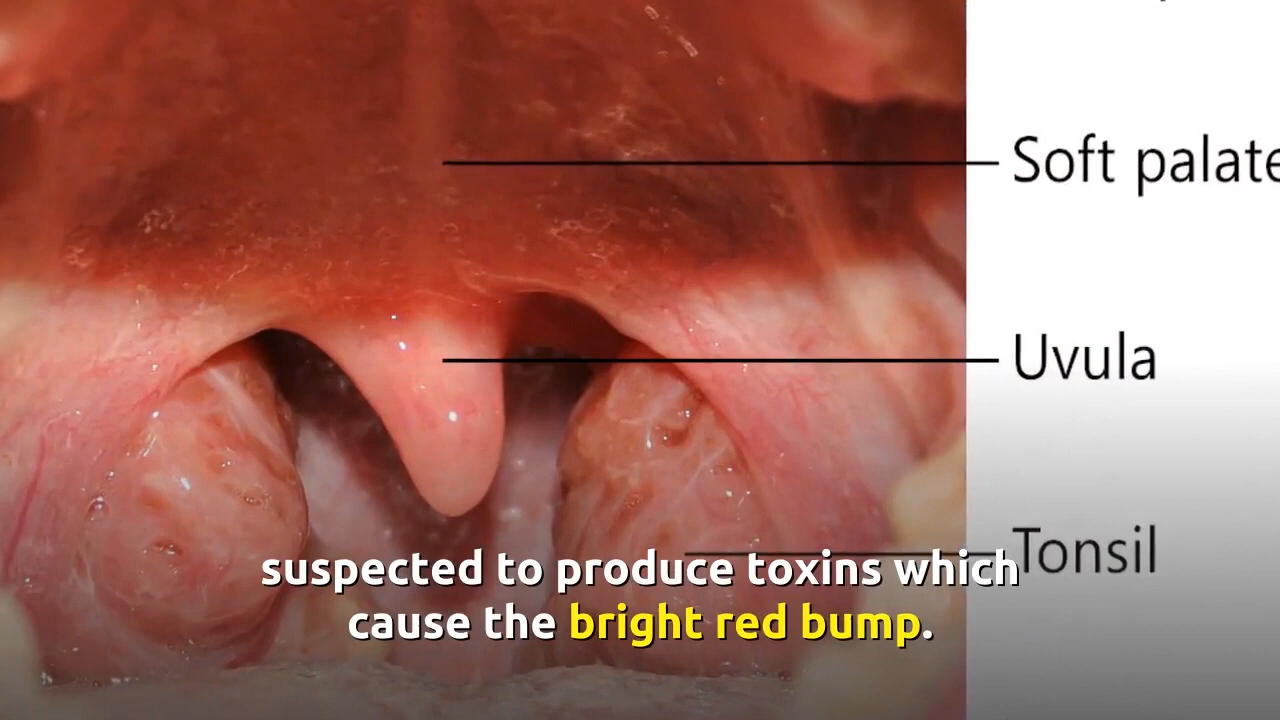 Soft palate
Uvula
Tonsil
suspected to produce toxins which
cause the bright red bump.